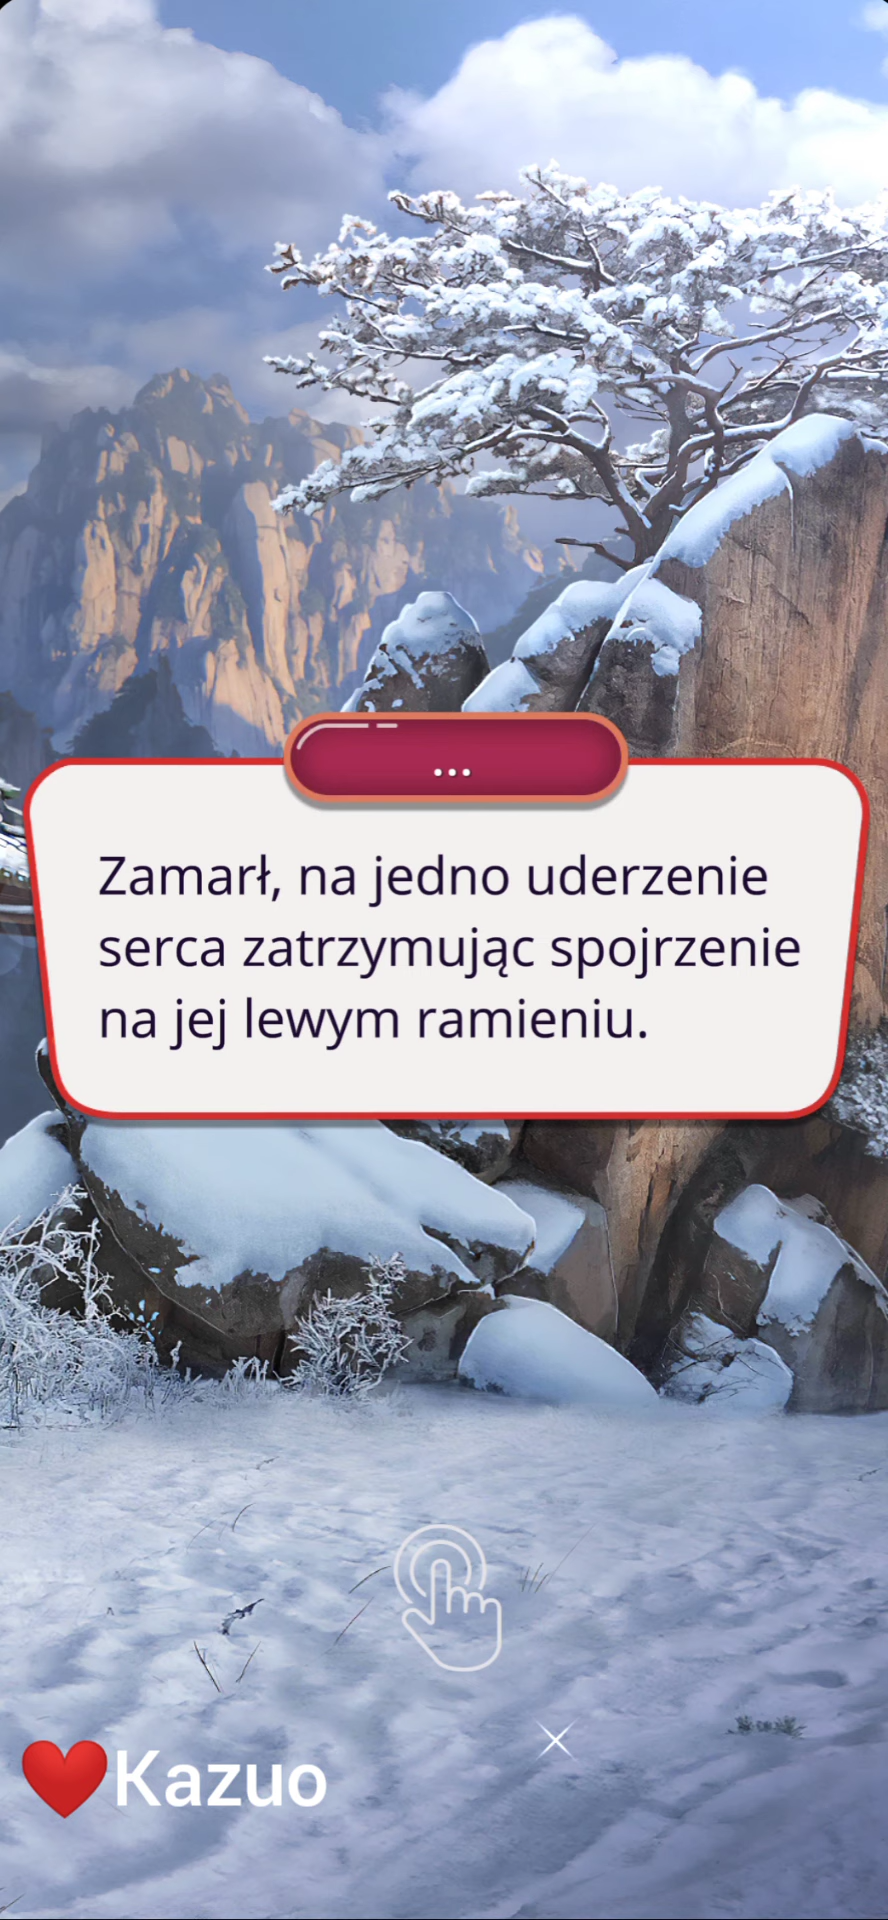 ...
Zamarł, na jedno uderzenie
serca zatrzymując spojrzenie
na jej lewym ramieniu.
❤️Kazuo